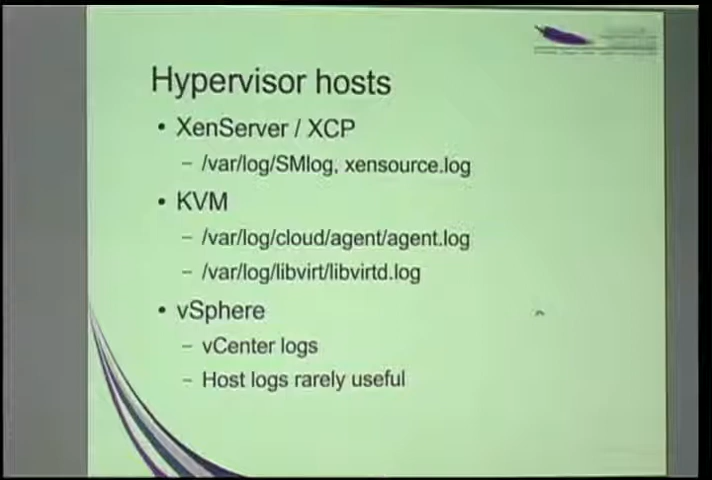 Hypervisor hosts
• XenServer / XCP
– /var/log/SMlog, xensource.log
• KVM
– /var/log/cloud/agent/agent.log
– /var/log/libvirt/libvirtd.log
• vSphere
– vCenter logs
– Host logs rarely useful